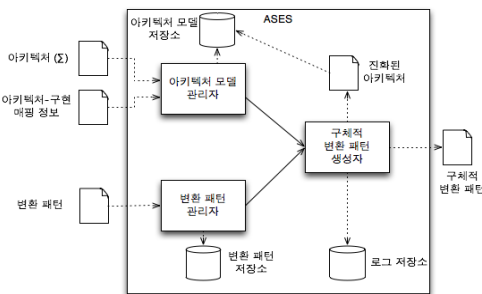 아키텍처 모델
저장소
ASES
아키텍처 (Σ)
진화된
아키텍처
아키텍처 모델
관리자
아키텍처-구현
매핑 정보
구체적
변환 패턴
생성자
구체적
변환 패턴
변환 패턴
변환 패턴
관리자
변환 패턴
저장소
로그 저장소